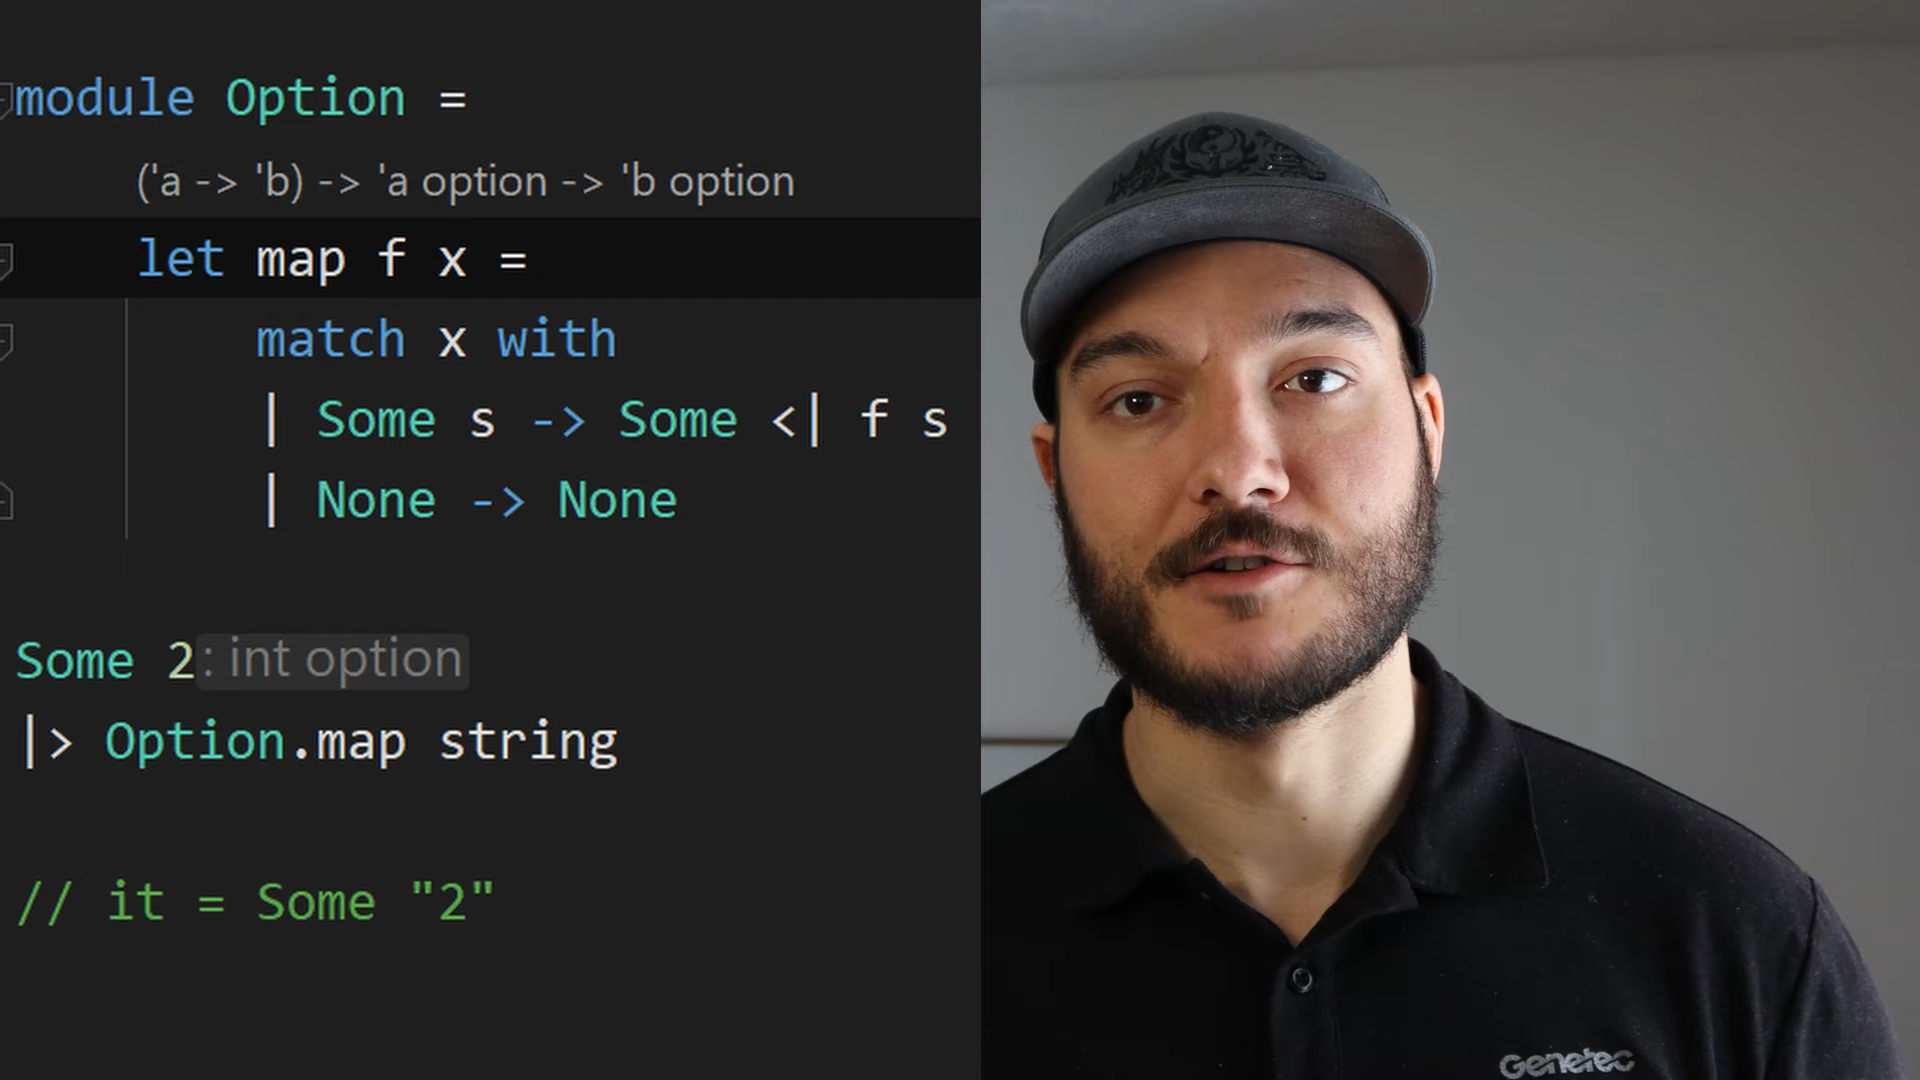 module Option =
('a -> 'b) -> 'a option -> 'b option
let map f x =
match x with
| Some s -> Some <| f s
| None -> None
Some 2 : int option
|> Option.map string
// it = Some "2"
Genetec